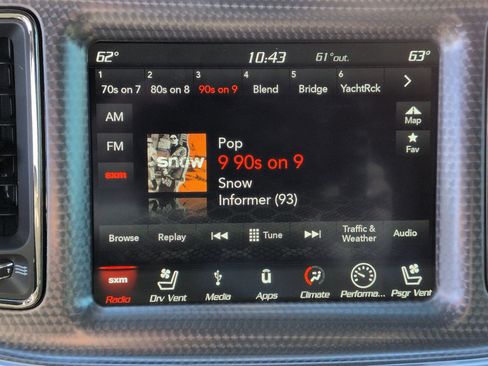 62°
10:43
61°out.
63°
1 2 3 4 5 6
70s on 7 80s on 8 90s on 9 Blend Bridge YachtRck
AM
Map
FM
Fav
sxm
snow
Pop
9 90s on 9
Snow
Informer (93)
Browse Replay Tune Traffic & Weather Audio
sxm
Radio Drv Vent Media Apps Climate Performa... Psgr Vent